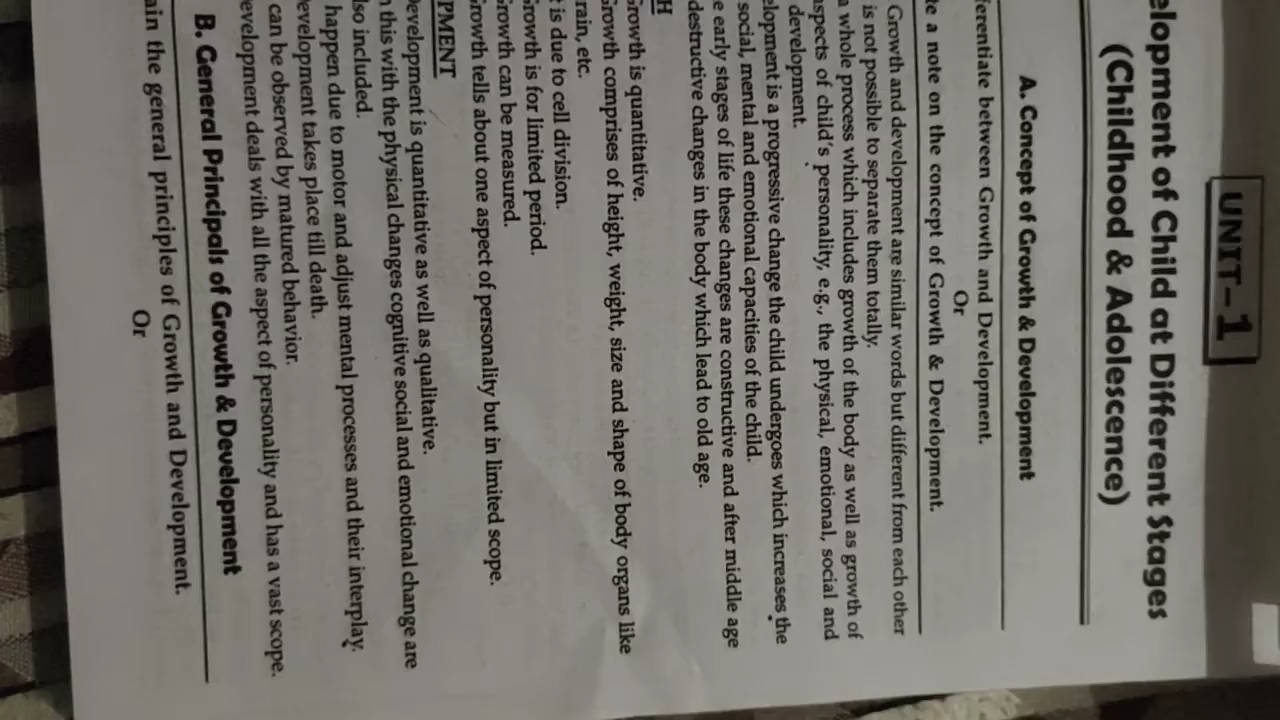 UNIT-1
elopment of Child at Different Stages
(Childhood & Adolescence)
A. Concept of Growth & Development
ferentiate between Growth and Development.
Or
te a note on the concept of Growth & Development.
Growth and development are similar words but different from each other
is not possible to separate them totally.
a whole process which includes growth of the body as well as growth of
aspects of child's personality, e.g., the physical, emotional, social and
development.
elopment is a progressive change the child undergoes which increases the
social, mental and emotional capacities of the child.
e early stages of life these changes are constructive and after middle age
destructive changes in the body which lead to old age.
H
Growth is quantitative.
Growth comprises of height, weight, size and shape of body organs like
rain, etc.
t is due to cell division.
Growth is for limited period.
Growth can be measured.
Growth tells about one aspect of personality but in limited scope.
PMENT
Development is quantitative as well as qualitative.
n this with the physical changes cognitive social and emotional change are
lso included.
happen due to motor and adjust mental processes and their interplay.
Development takes place till death.
can be observed by matured behavior.
evelopment deals with all the aspect of personality and has a vast scope.
B. General Principals of Growth & Development
ain the general principles of Growth and Development.
Or